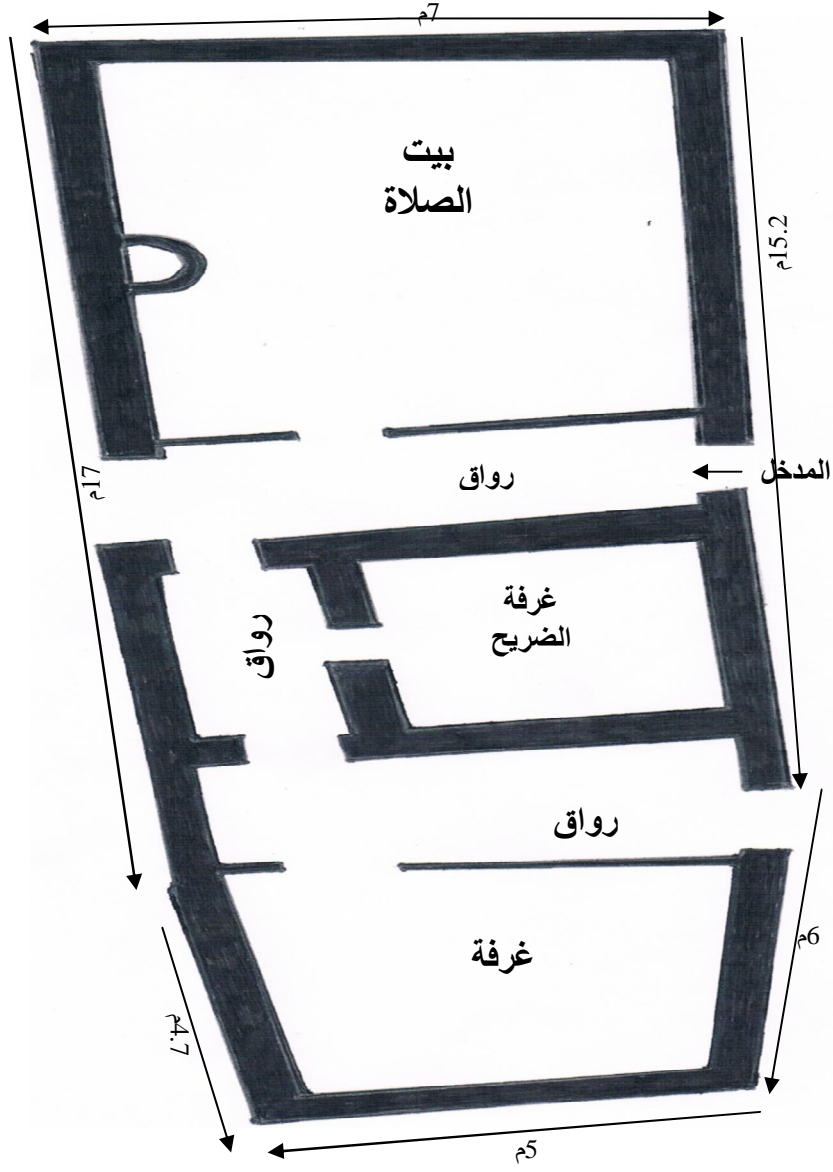 7م
بيت
الصلاة
15.2م
المدخل
رواق
17م
غرفة
الضريح
رواق
رواق
غرفة
6م
4.7م
5م